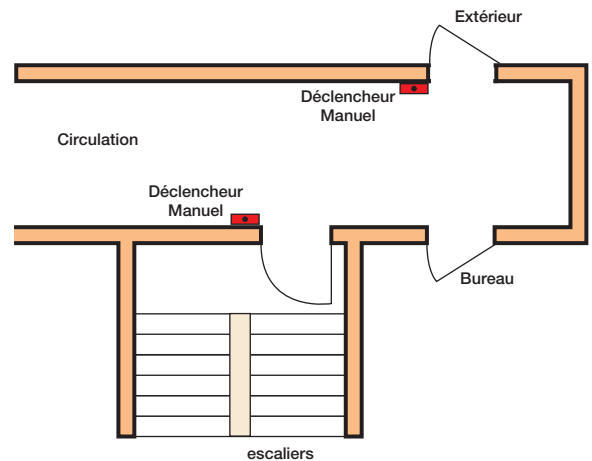 Extérieur
Déclencheur
Manuel
Circulation
Déclencheur
Manuel
Bureau
escaliers